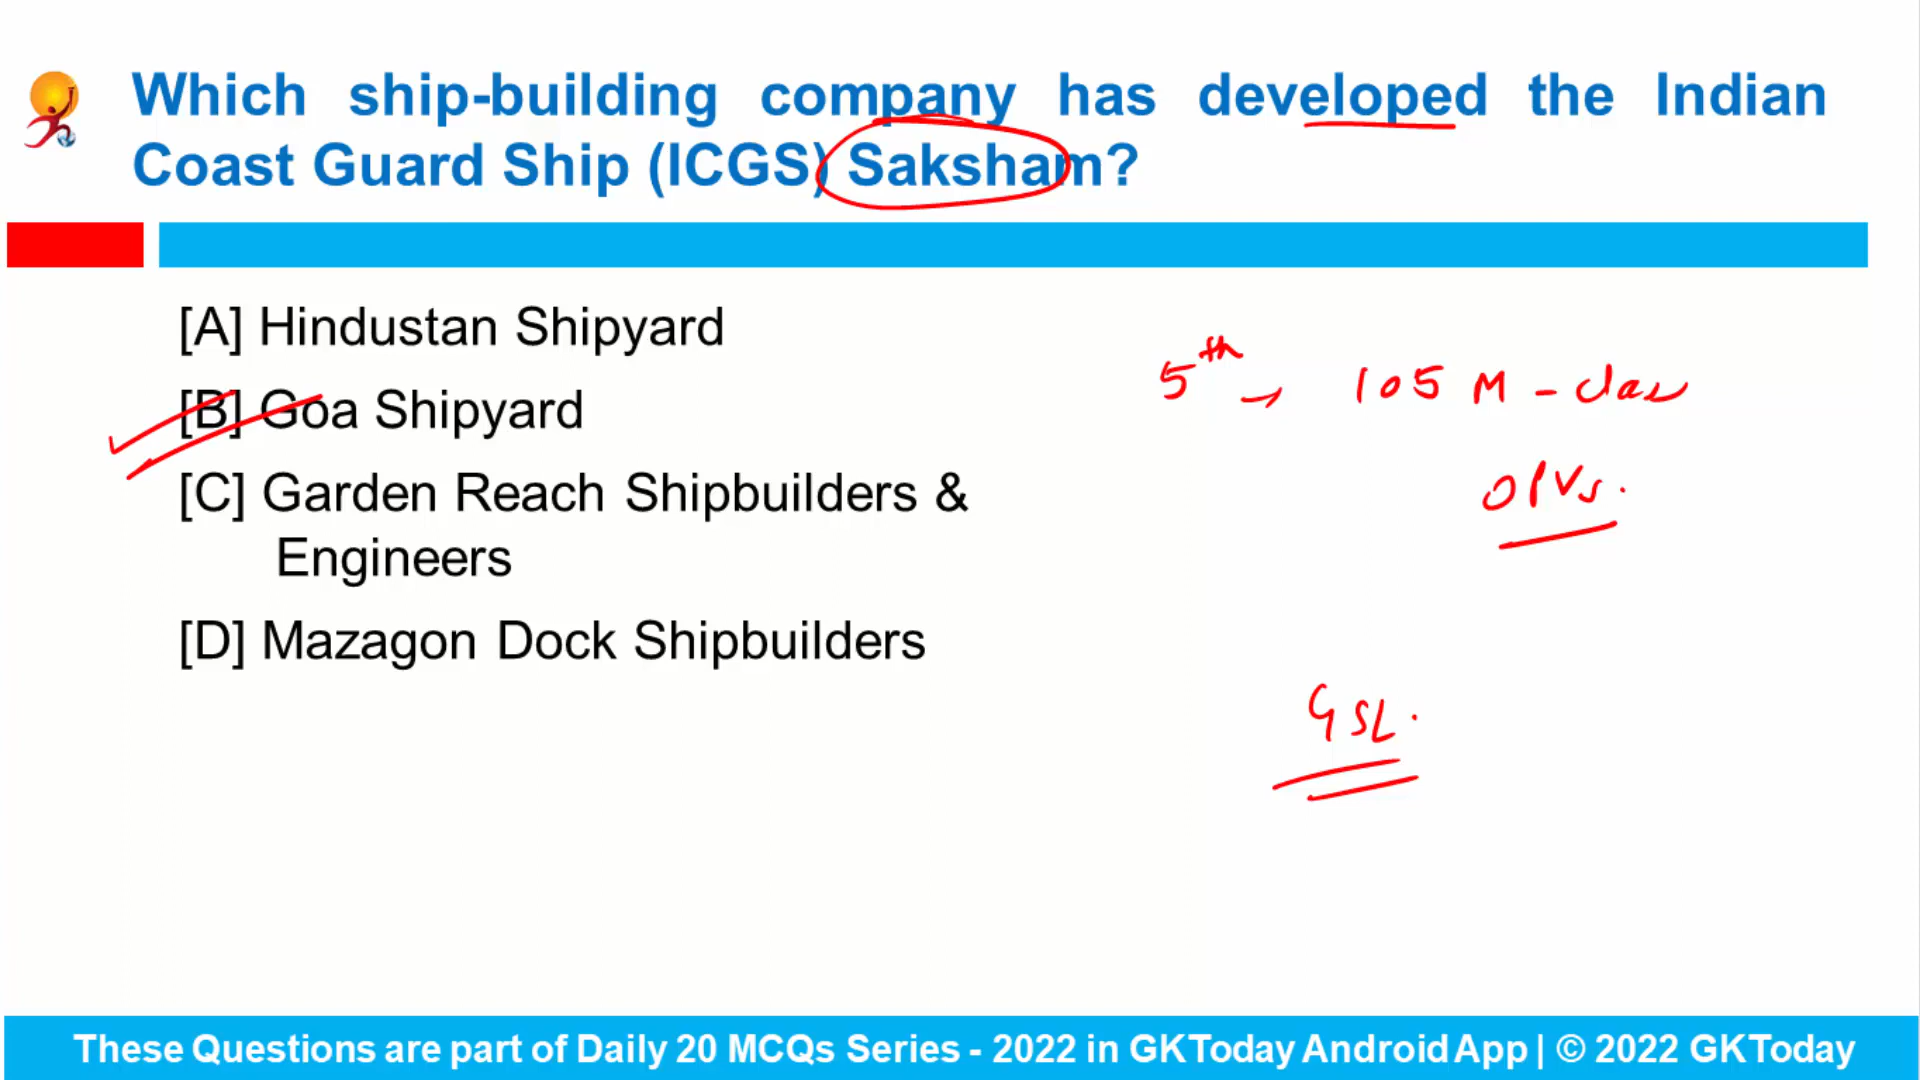 Which ship-building company has developed the Indian
Coast Guard Ship (ICGS) Saksham?
[A] Hindustan Shipyard
[B] Goa Shipyard
[C] Garden Reach Shipbuilders &
Engineers
[D] Mazagon Dock Shipbuilders
5th → 105 M - class
OPVs.
GSL.
These Questions are part of Daily 20 MCQs Series - 2022 in GKToday Android App | © 2022 GKToday